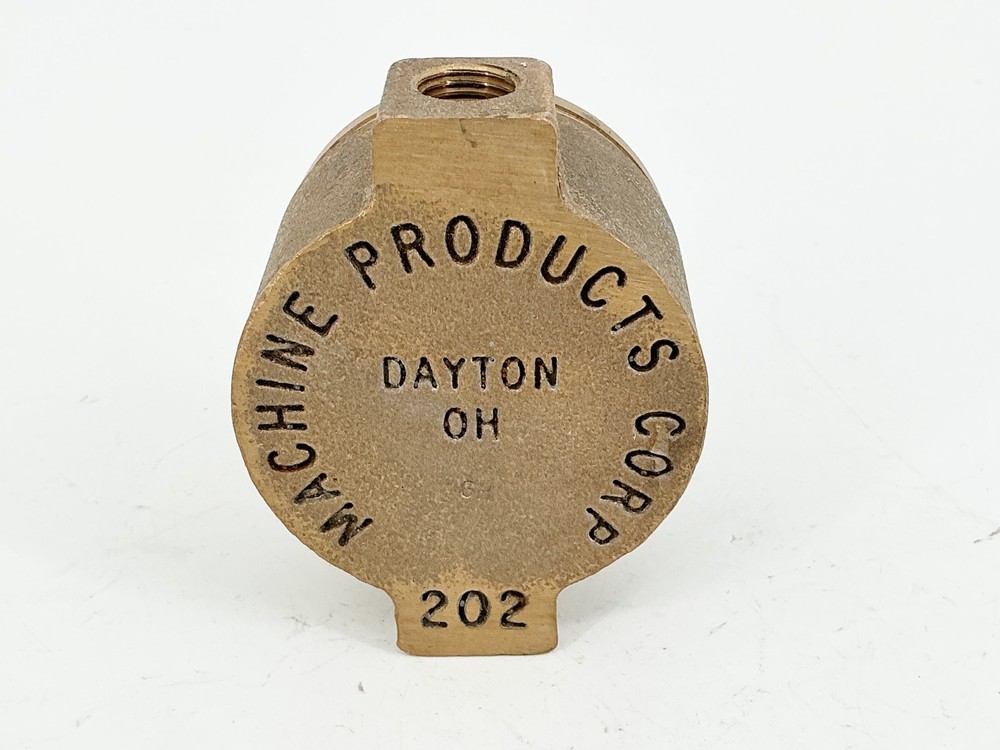 MACHINE PRODUCTS CORP
DAYTON
OH
202